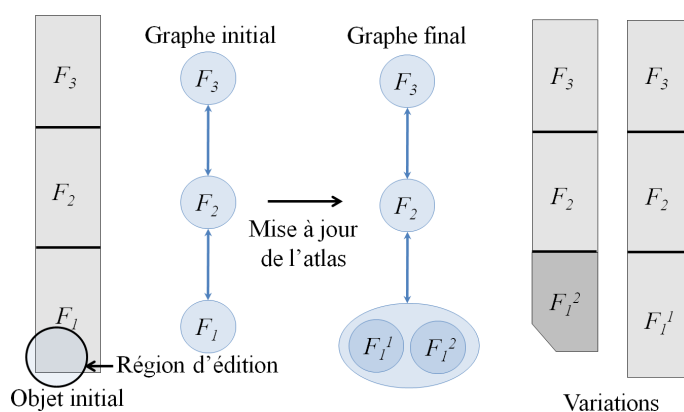 Graphe initial
Graphe final
F3
F2
F1
Région d'édition
Objet initial
F3
F2
F1
Mise à jour
de l'atlas
F3
F2
F1^1
F1^2
F3
F2
F1^2
F3
F2
F1^1
Variations